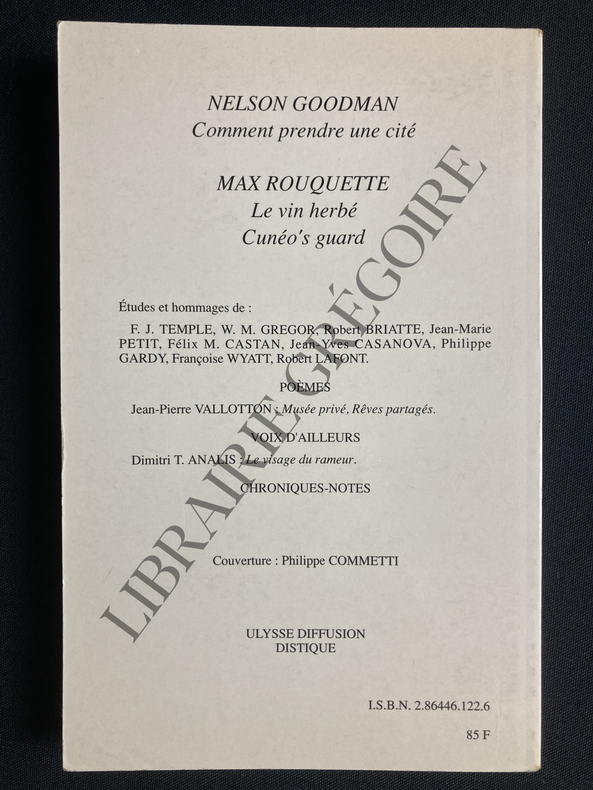 NELSON GOODMAN
Comment prendre une cité
MAX ROUQUETTE
Le vin herbé
Cunéo's guard
Études et hommages de :
F. J. TEMPLE, W. M. GREGOR, Robert BRIATTE, Jean-Marie
PETIT, Félix M. CASTAN, Jean-Yves CASANOVA, Philippe
GARDY, Françoise WYATT, Robert LAFONT.
POÈMES
Jean-Pierre VALLOTTON : Musée privé, Rêves partagés.
VOIX D'AILLEURS
Dimitri T. ANALIS : Le visage du rameur.
CHRONIQUES-NOTES
Couverture : Philippe COMMETTI
ULYSSE DIFFUSION
DISTIQUE
I.S.B.N. 2.86446.122.6
85 F
LIBRAIRIE GRÉGOIRE